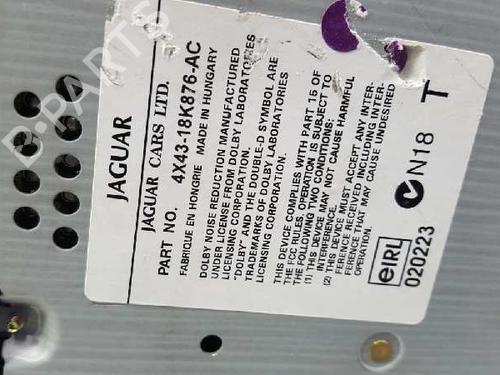 JAGUAR
JAGUAR CARS LTD.
PART NO. 4X43-18K876-AC
FABRIQUE EN HONGRIE MADE IN HUNGARY
DOLBY NOISE REDUCTION MANUFACTURED
UNDER LICENSE FROM DOLBY LABORATORIES
LICENSING CORPORATION.
"DOLBY" AND THE DOUBLE-D SYMBOL ARE
TRADEMARKS OF DOLBY LABORATORIES
LICENSING CORPORATION.
THIS DEVICE COMPLIES WITH PART 15 OF
THE FCC RULES. OPERATION IS SUBJECT TO
THE FOLLOWING TWO CONDITIONS:
(1) THIS DEVICE MAY NOT CAUSE HARMFUL
INTERFERENCE.
(2) THIS DEVICE MUST ACCEPT ANY INTER-
FERENCE RECEIVED INCLUDING INTER-
FERENCE THAT MAY CAUSE UNDESIRED
OPERATION.
eIRL
020223
N18
T
B-PARTS